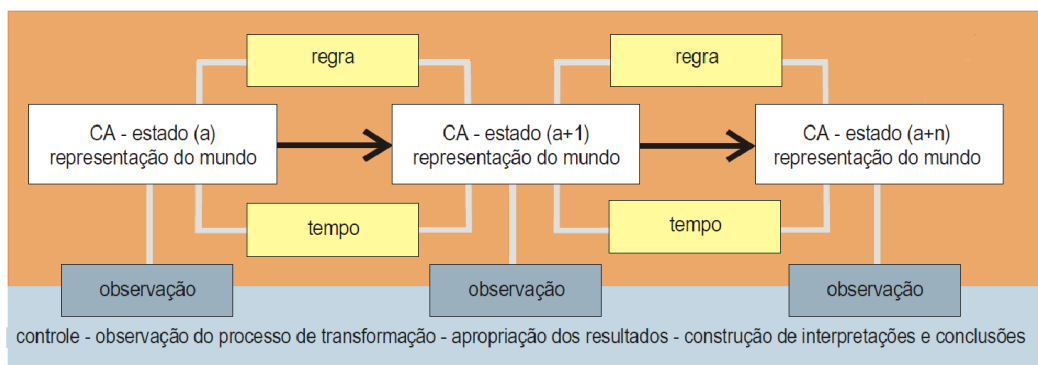 regra
regra
CA - estado (a)
representação do mundo
CA - estado (a+1)
representação do mundo
CA - estado (a+n)
representação do mundo
tempo
tempo
observação
observação
observação
controle - observação do processo de transformação - apropriação dos resultados - construção de interpretações e conclusões